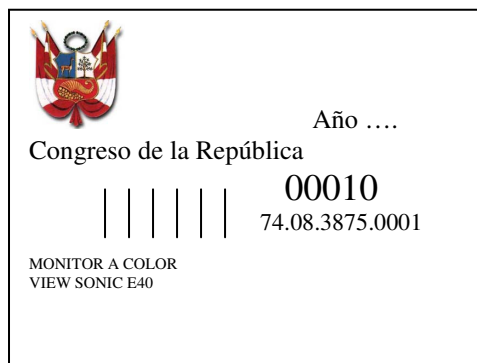 Año ….
Congreso de la República
00010
74.08.3875.0001
MONITOR A COLOR
VIEW SONIC E40